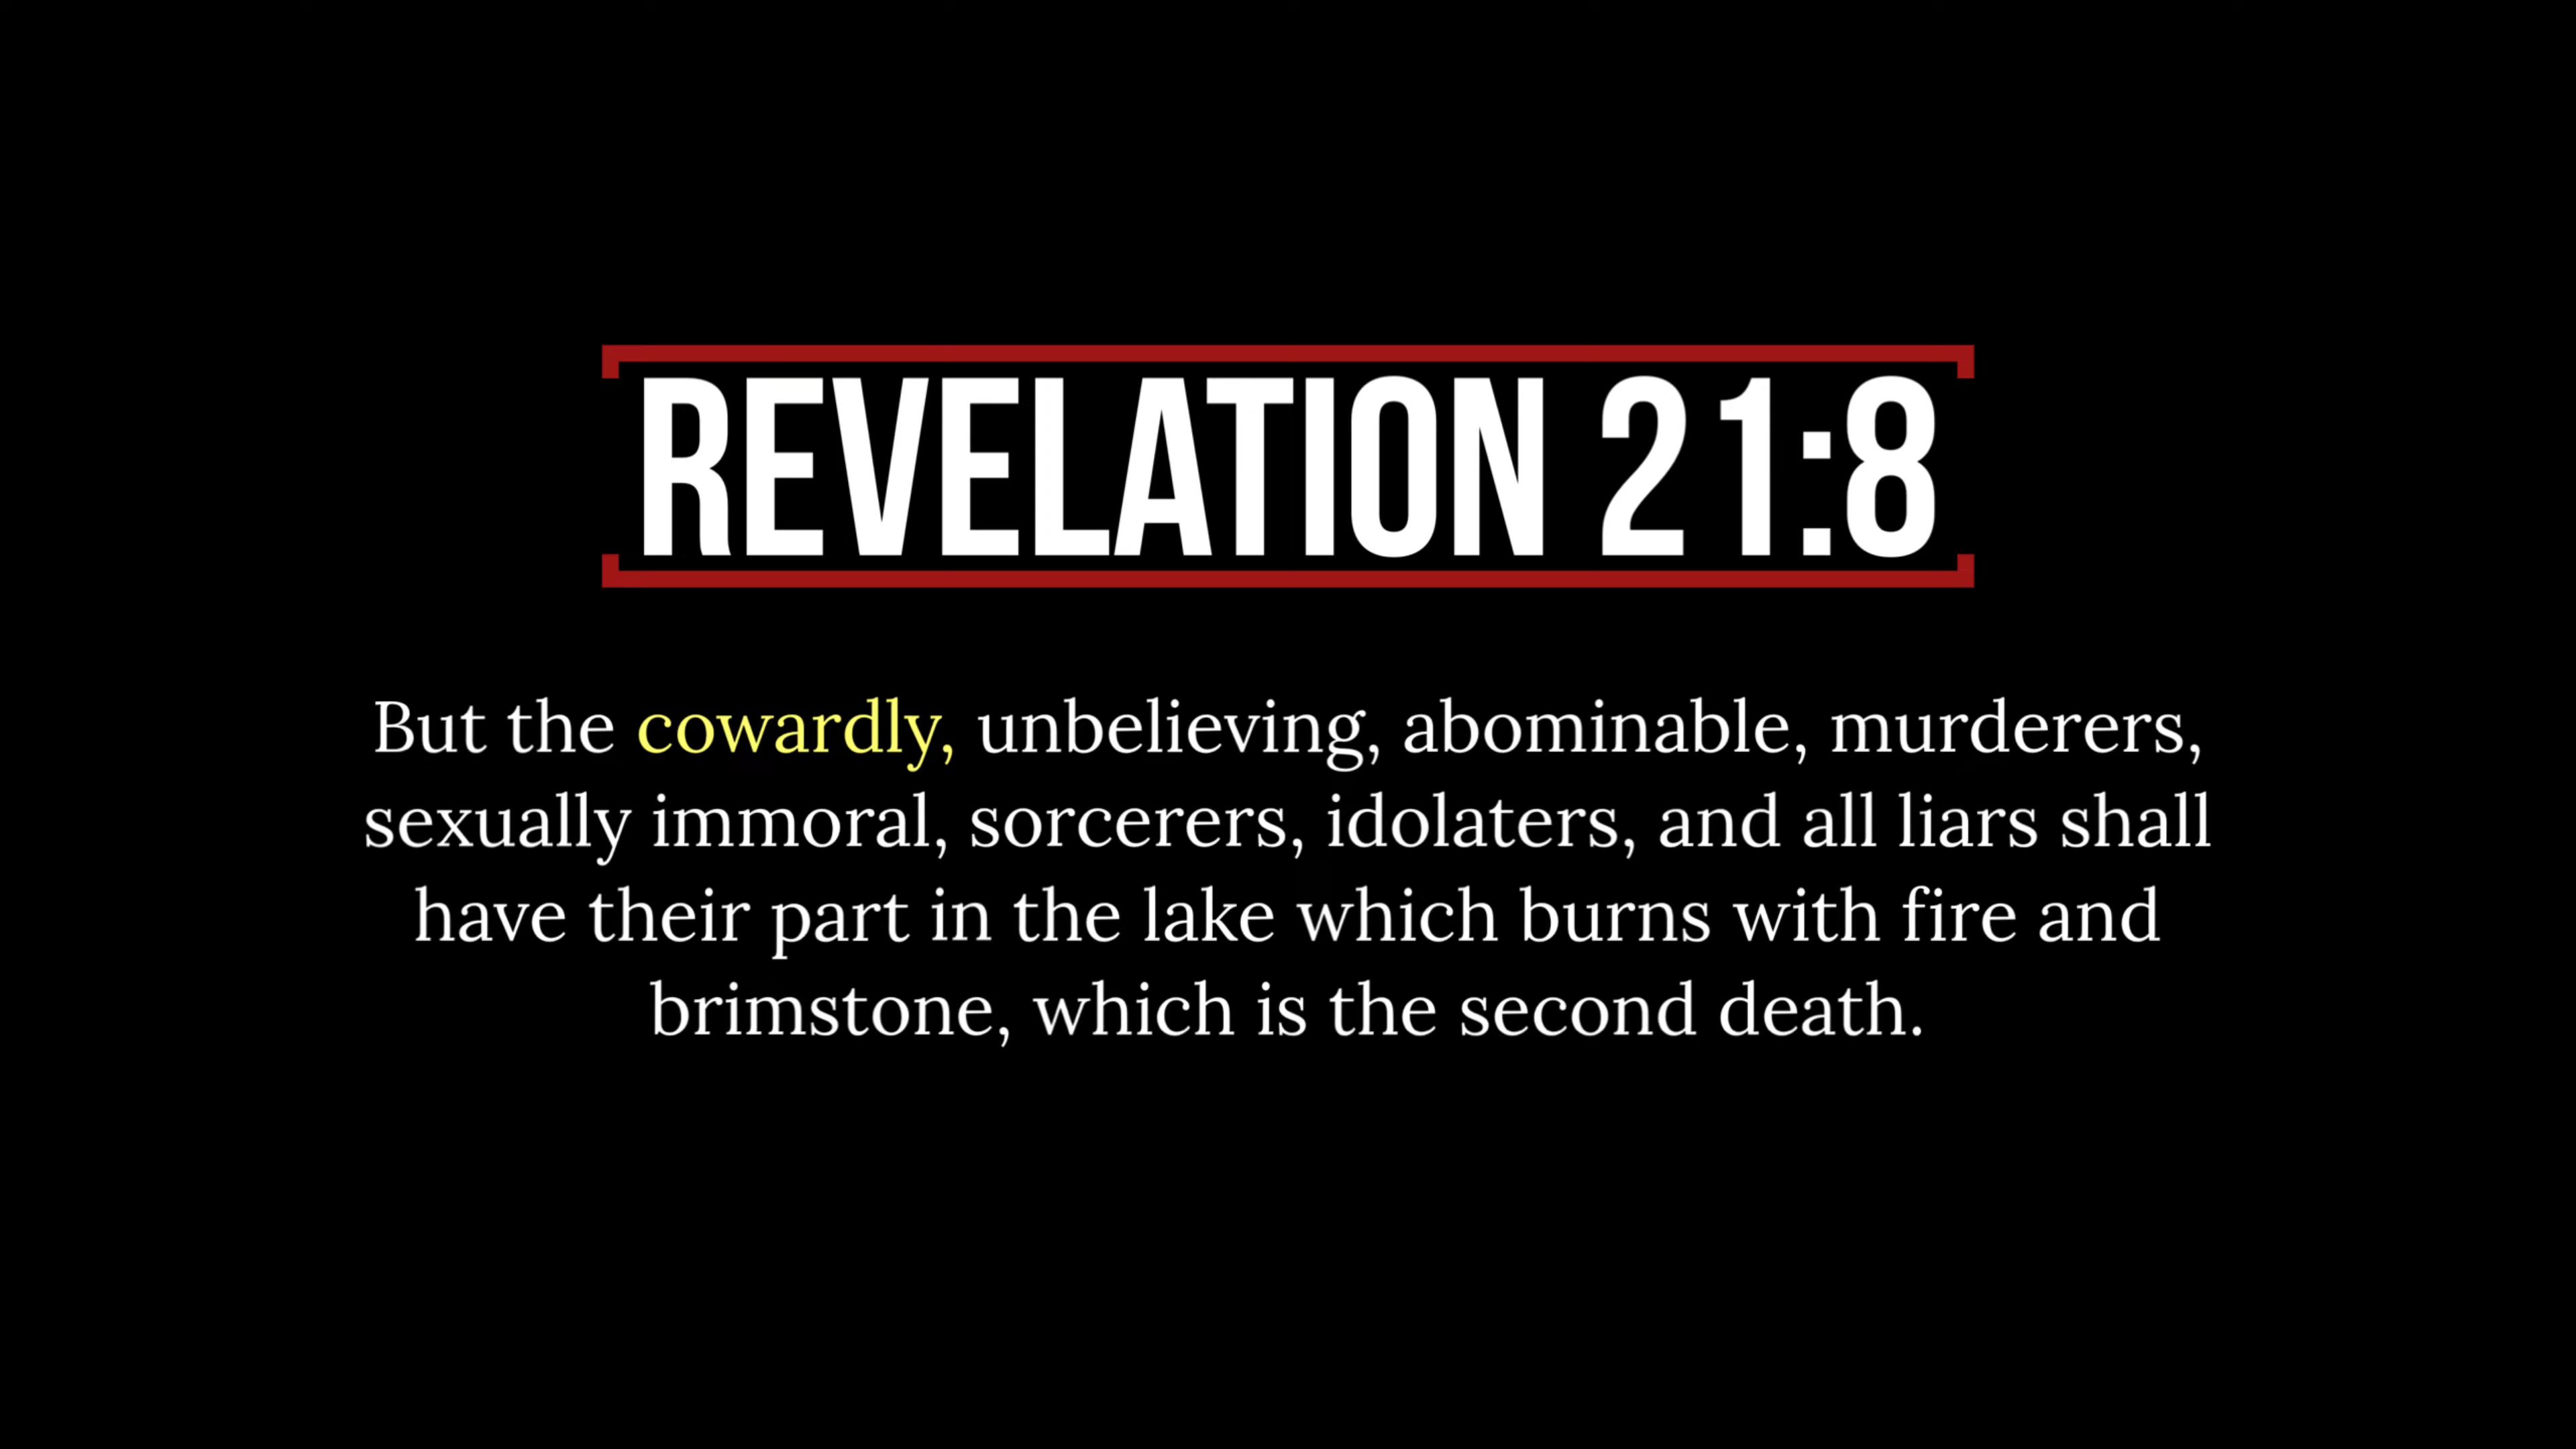 REVELATION 21:8
But the cowardly, unbelieving, abominable, murderers,
sexually immoral, sorcerers, idolaters, and all liars shall
have their part in the lake which burns with fire and
brimstone, which is the second death.